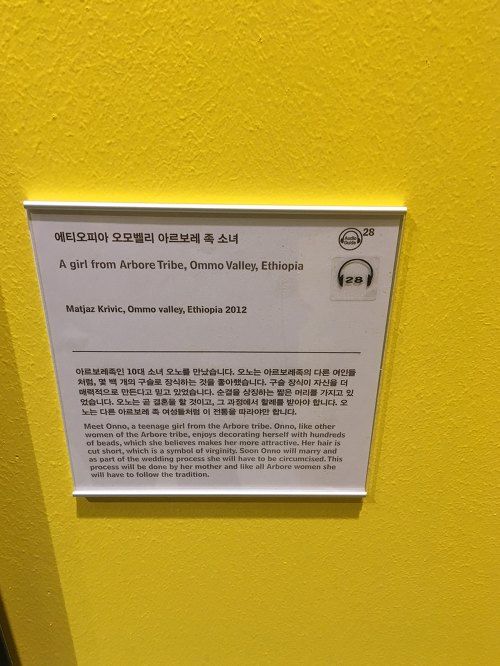 에티오피아 오모밸리 아르보레 족 소녀
Audio Guide 28
A girl from Arbore Tribe, Ommo Valley, Ethiopia
28
Matjaz Krivic, Ommo valley, Ethiopia 2012
아르보레족인 10대 소녀 오노를 만났습니다. 오노는 아르보레족의 다른 여인들
처럼, 몇 백 개의 구슬로 장식하는 것을 좋아했습니다. 구슬 장식이 자신을 더
매력적으로 만든다고 믿고 있었습니다. 순결을 상징하는 짧은 머리를 가지고 있
었습니다. 오노는 곧 결혼을 할 것이고, 그 과정에서 할례를 받아야 합니다. 오
노는 다른 아르보레 족 여성들처럼 이 전통을 따라야만 합니다.
Meet Onno, a teenage girl from the Arbore tribe. Onno, like other
women of the Arbore tribe, enjoys decorating herself with hundreds
of beads, which she believes makes her more attractive. Her hair is
cut short, which is a symbol of virginity. Soon Onno will marry and
as part of the wedding process she will have to be circumcised. This
process will be done by her mother and like all Arbore women she
will have to follow the tradition.